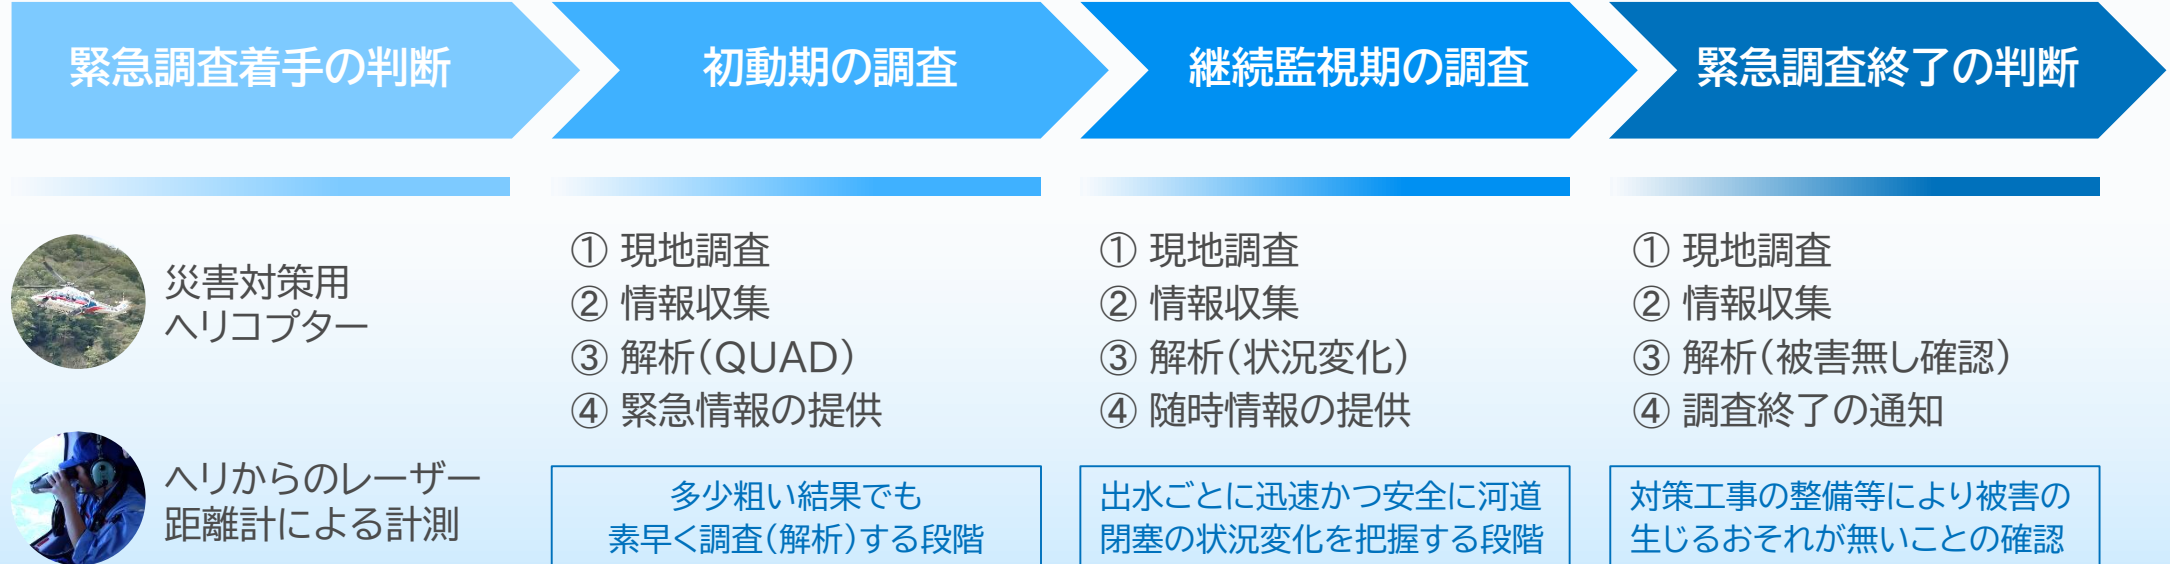 緊急調査着手の判断
初動期の調査
継続監視期の調査
緊急調査終了の判断
災害対策用
ヘリコプター
ヘリからのレーザー
距離計による計測
① 現地調査
② 情報収集
③ 解析(QUAD)
④ 緊急情報の提供
多少粗い結果でも
素早く調査(解析)する段階
① 現地調査
② 情報収集
③ 解析(状況変化)
④ 随時情報の提供
出水ごとに迅速かつ安全に河道
閉塞の状況変化を把握する段階
① 現地調査
② 情報収集
③ 解析(被害無し確認)
④ 調査終了の通知
対策工事の整備等により被害の
生じるおそれが無いことの確認